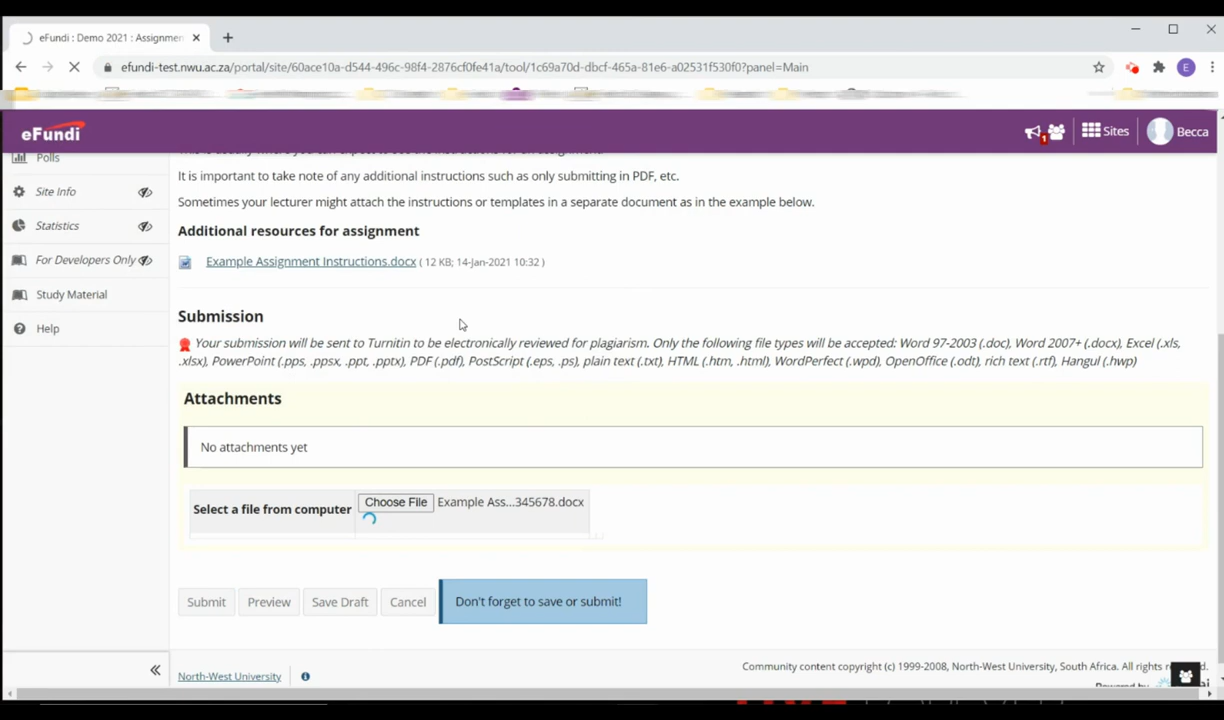 eFundi : Demo 2021 : Assignmen
efundi-test.nwu.ac.za/portal/site/60ace10a-d544-496c-98f4-2876cf0fe41a/tool/1c69a70d-dbcf-465a-81e6-a02531f530f0?panel=Main
E
eFundi
1
Sites
Becca
Polls
Site Info
Statistics
For Developers Only
Study Material
Help
It is important to take note of any additional instructions such as only submitting in PDF, etc.
Sometimes your lecturer might attach the instructions or templates in a separate document as in the example below.
Additional resources for assignment
Example Assignment Instructions.docx ( 12 KB; 14-Jan-2021 10:32 )
Submission
Your submission will be sent to Turnitin to be electronically reviewed for plagiarism. Only the following file types will be accepted: Word 97-2003 (.doc), Word 2007+ (.docx), Excel (.xls,
.xlsx), PowerPoint (.pps, .ppsx, .ppt, .pptx), PDF (.pdf), PostScript (.eps, .ps), plain text (.txt), HTML (.htm, .html), WordPerfect (.wpd), OpenOffice (.odt), rich text (.rtf), Hangul (.hwp)
Attachments
No attachments yet
Select a file from computer Choose File Example Ass...345678.docx
Submit Preview Save Draft Cancel Don't forget to save or submit!
Community content copyright (c) 1999-2008, North-West University, South Africa. All rights
North-West University